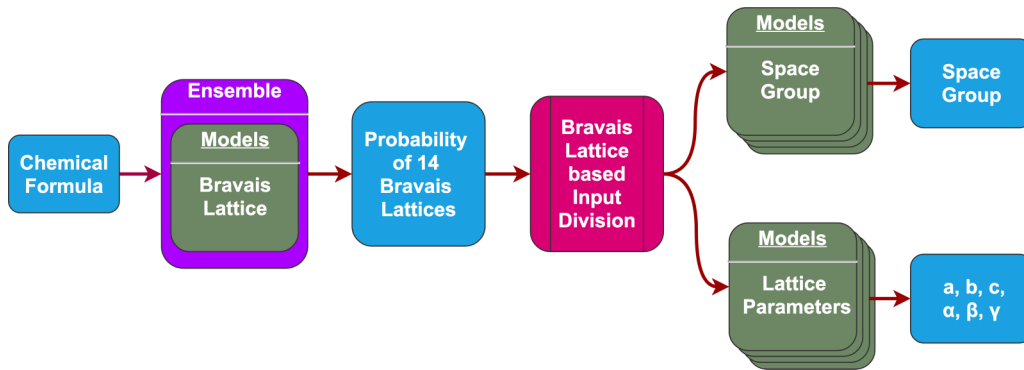 Chemical
Formula
Ensemble
Models
Bravais
Lattice
Probability
of 14
Bravais
Lattices
Bravais
Lattice
based
Input
Division
Models
Space
Group
Space
Group
Models
Lattice
Parameters
a, b, c,
α, β, γ